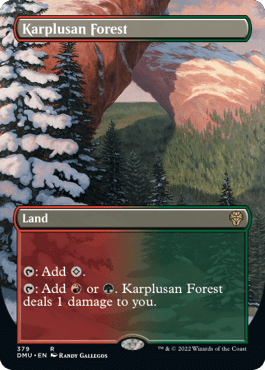 Karplusan Forest
Land
: Add .
: Add or . Karplusan Forest
deals 1 damage to you.
379 R
DMU • EN Randy Gallegos
™ & © 2022 Wizards of the Coast